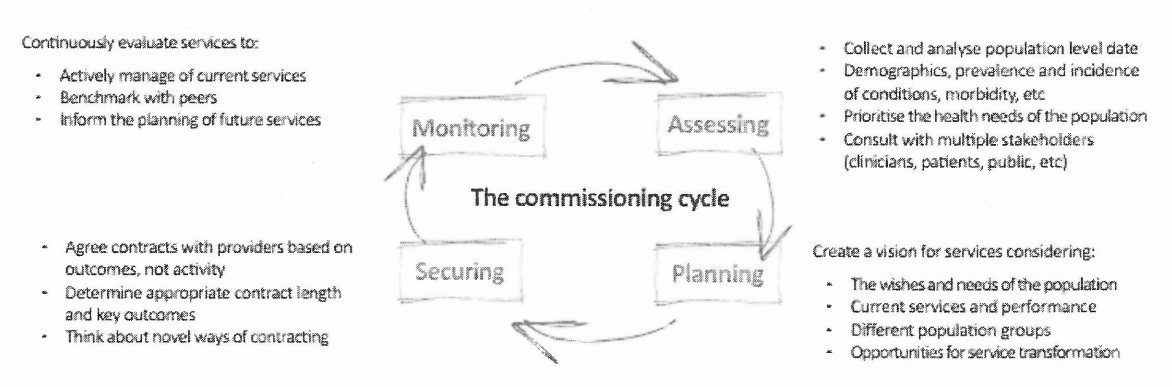 Continuously evaluate services to:
- Actively manage of current services
- Benchmark with peers
- Inform the planning of future services
Monitoring
Assessing
- Collect and analyse population level date
- Demographics, prevalence and incidence
of conditions, morbidity, etc
- Prioritise the health needs of the population
- Consult with multiple stakeholders
(clinicians, patients, public, etc)
The commissioning cycle
- Agree contracts with providers based on
outcomes, not activity
- Determine appropriate contract length
and key outcomes
- Think about novel ways of contracting
Securing
Planning
Create a vision for services considering:
- The wishes and needs of the population
- Current services and performance
- Different population groups
- Opportunities for service transformation